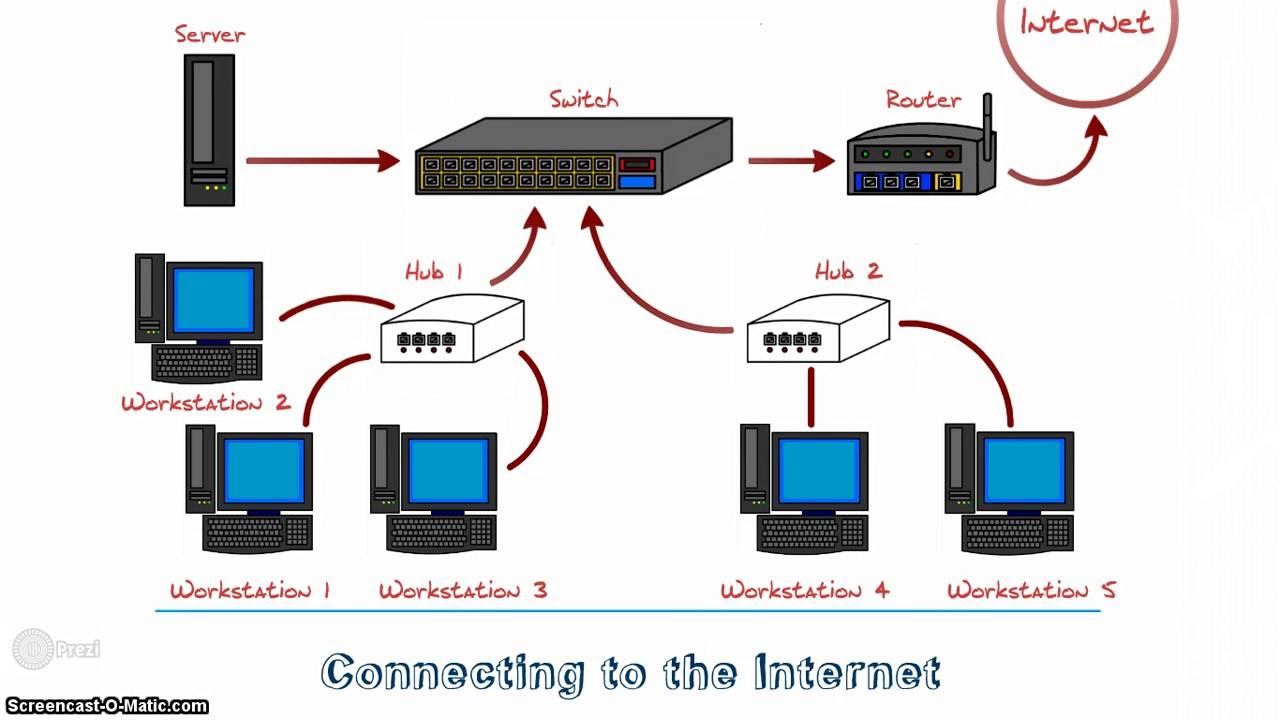 Internet
Server
Switch
Router
Hub 1
Hub 2
Workstation 2
Workstation 1
Workstation 3
Workstation 4
Workstation 5
Prezi
Connecting to the Internet
Screencast-O-Matic.com